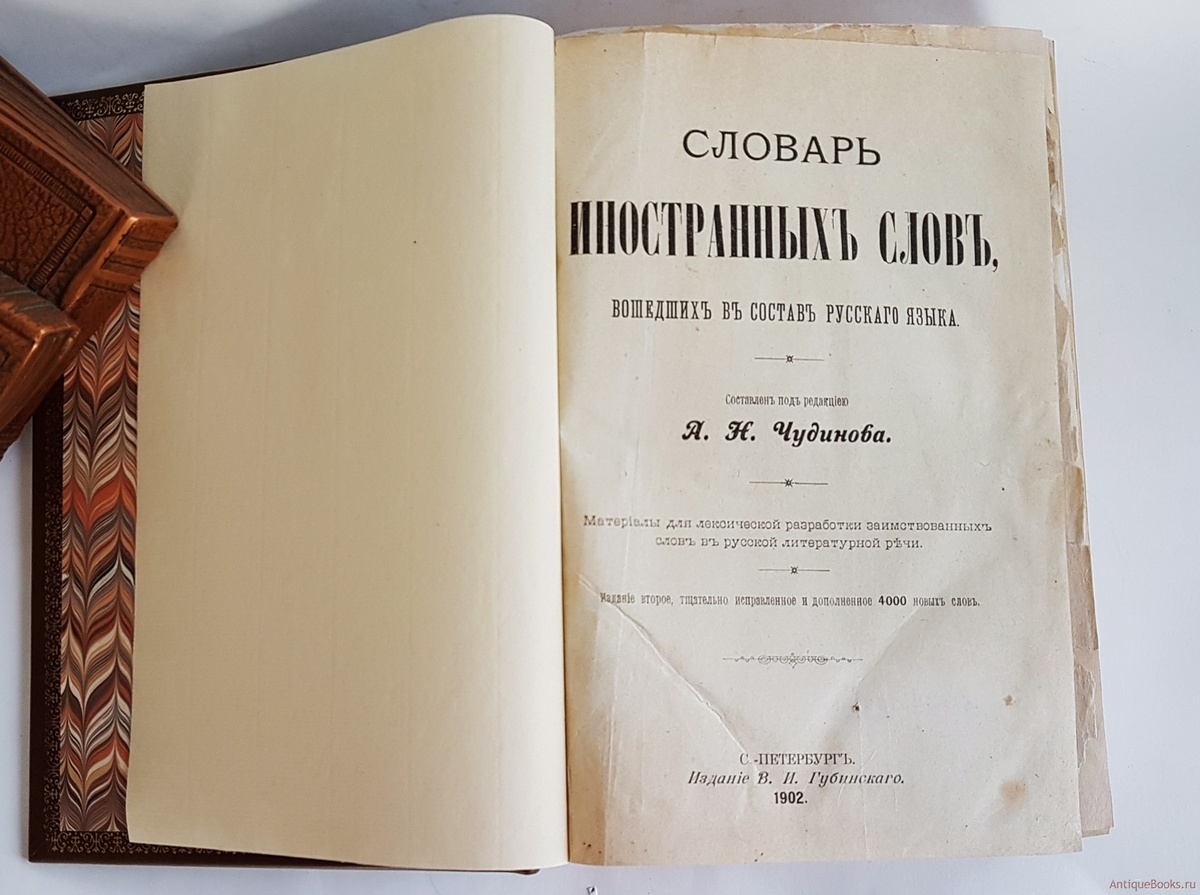 СЛОВАРЬ
ИНОСТРАННЫХЪ СЛОВЪ,
ВОШЕДШИХЪ ВЪ СОСТАВЪ РУССКАГО ЯЗЫКА.
Составленъ подъ редакціею
А. Н. Чудинова.
Матеріалы для лексической разработки заимствованныхъ
словъ въ русской литературной рѣчи.
Изданіе второе, тщательно исправленное и дополненное 4000 новыхъ словъ.
С.-ПЕТЕРБУРГЪ.
Изданіе В. И. Губинскаго.
1902.
AntiqueBooks.ru